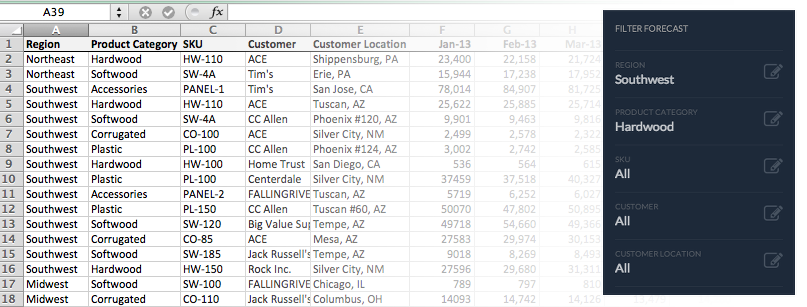 A39 fx
A B C D E F G H
1 Region Product Category SKU Customer Customer Location Jan-13 Feb-13 Mar-13
2 Northeast Hardwood HW-110 ACE Shippensburg, PA 23,400 22,158 21,724
3 Northeast Softwood SW-4A Tim's Erie, PA 15,944 17,238 17,952
4 Southwest Accessories PANEL-1 Tim's San Jose, CA 78,014 84,907 81,725
5 Southwest Hardwood HW-110 ACE Tuscan, AZ 25,622 25,885 25,714
6 Southwest Softwood SW-4A CC Allen Phoenix #120, AZ 9,901 9,463 9,816
7 Southwest Corrugated CO-100 ACE Silver City, NM 2,499 2,578 2,322
8 Southwest Plastic PL-100 CC Allen Phoenix #124, AZ 3,002 2,742 2,585
9 Southwest Hardwood HW-100 Home Trust San Diego, CA 536 564 615
10 Southwest Plastic PL-100 Centerdale Silver City, NM 37459 37,518 40,327
11 Southwest Accessories PANEL-2 FALLINGRIVE Tuscan, AZ 5719 6,252 6,027
12 Southwest Plastic PL-150 CC Allen Tuscan #60, AZ 50070 47,802 50,895
13 Southwest Softwood SW-120 Big Value Sup Tempe, AZ 49718 54,660 49,366
14 Southwest Corrugated CO-85 ACE Mesa, AZ 27583 29,974 30,153
15 Southwest Softwood SW-185 Jack Russell's Tempe, AZ 9018 8,269 8,493
16 Southwest Hardwood HW-150 Rock Inc. Silver City, NM 27596 29,680 31,311
17 Midwest Softwood SW-100 FALLINGRIVE Chicago, IL 789 797 810
18 Midwest Corrugated CO-110 Jack Russell's Columbus, OH 14093 14,742 14,126
FILTER FORECAST
REGION
Southwest
PRODUCT CATEGORY
Hardwood
SKU
All
CUSTOMER
All
CUSTOMER LOCATION
All